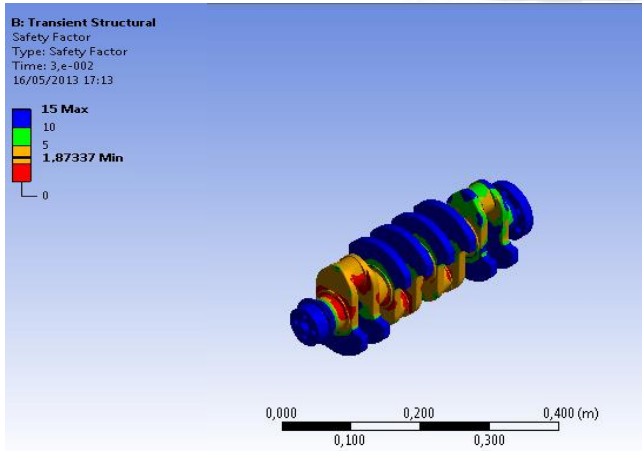 B: Transient Structural
Safety Factor
Type: Safety Factor
Time: 3,e-002
16/05/2013 17:13
15 Max
10
5
1,87337 Min
0
0,000
0,200
0,400 (m)
0,100
0,300